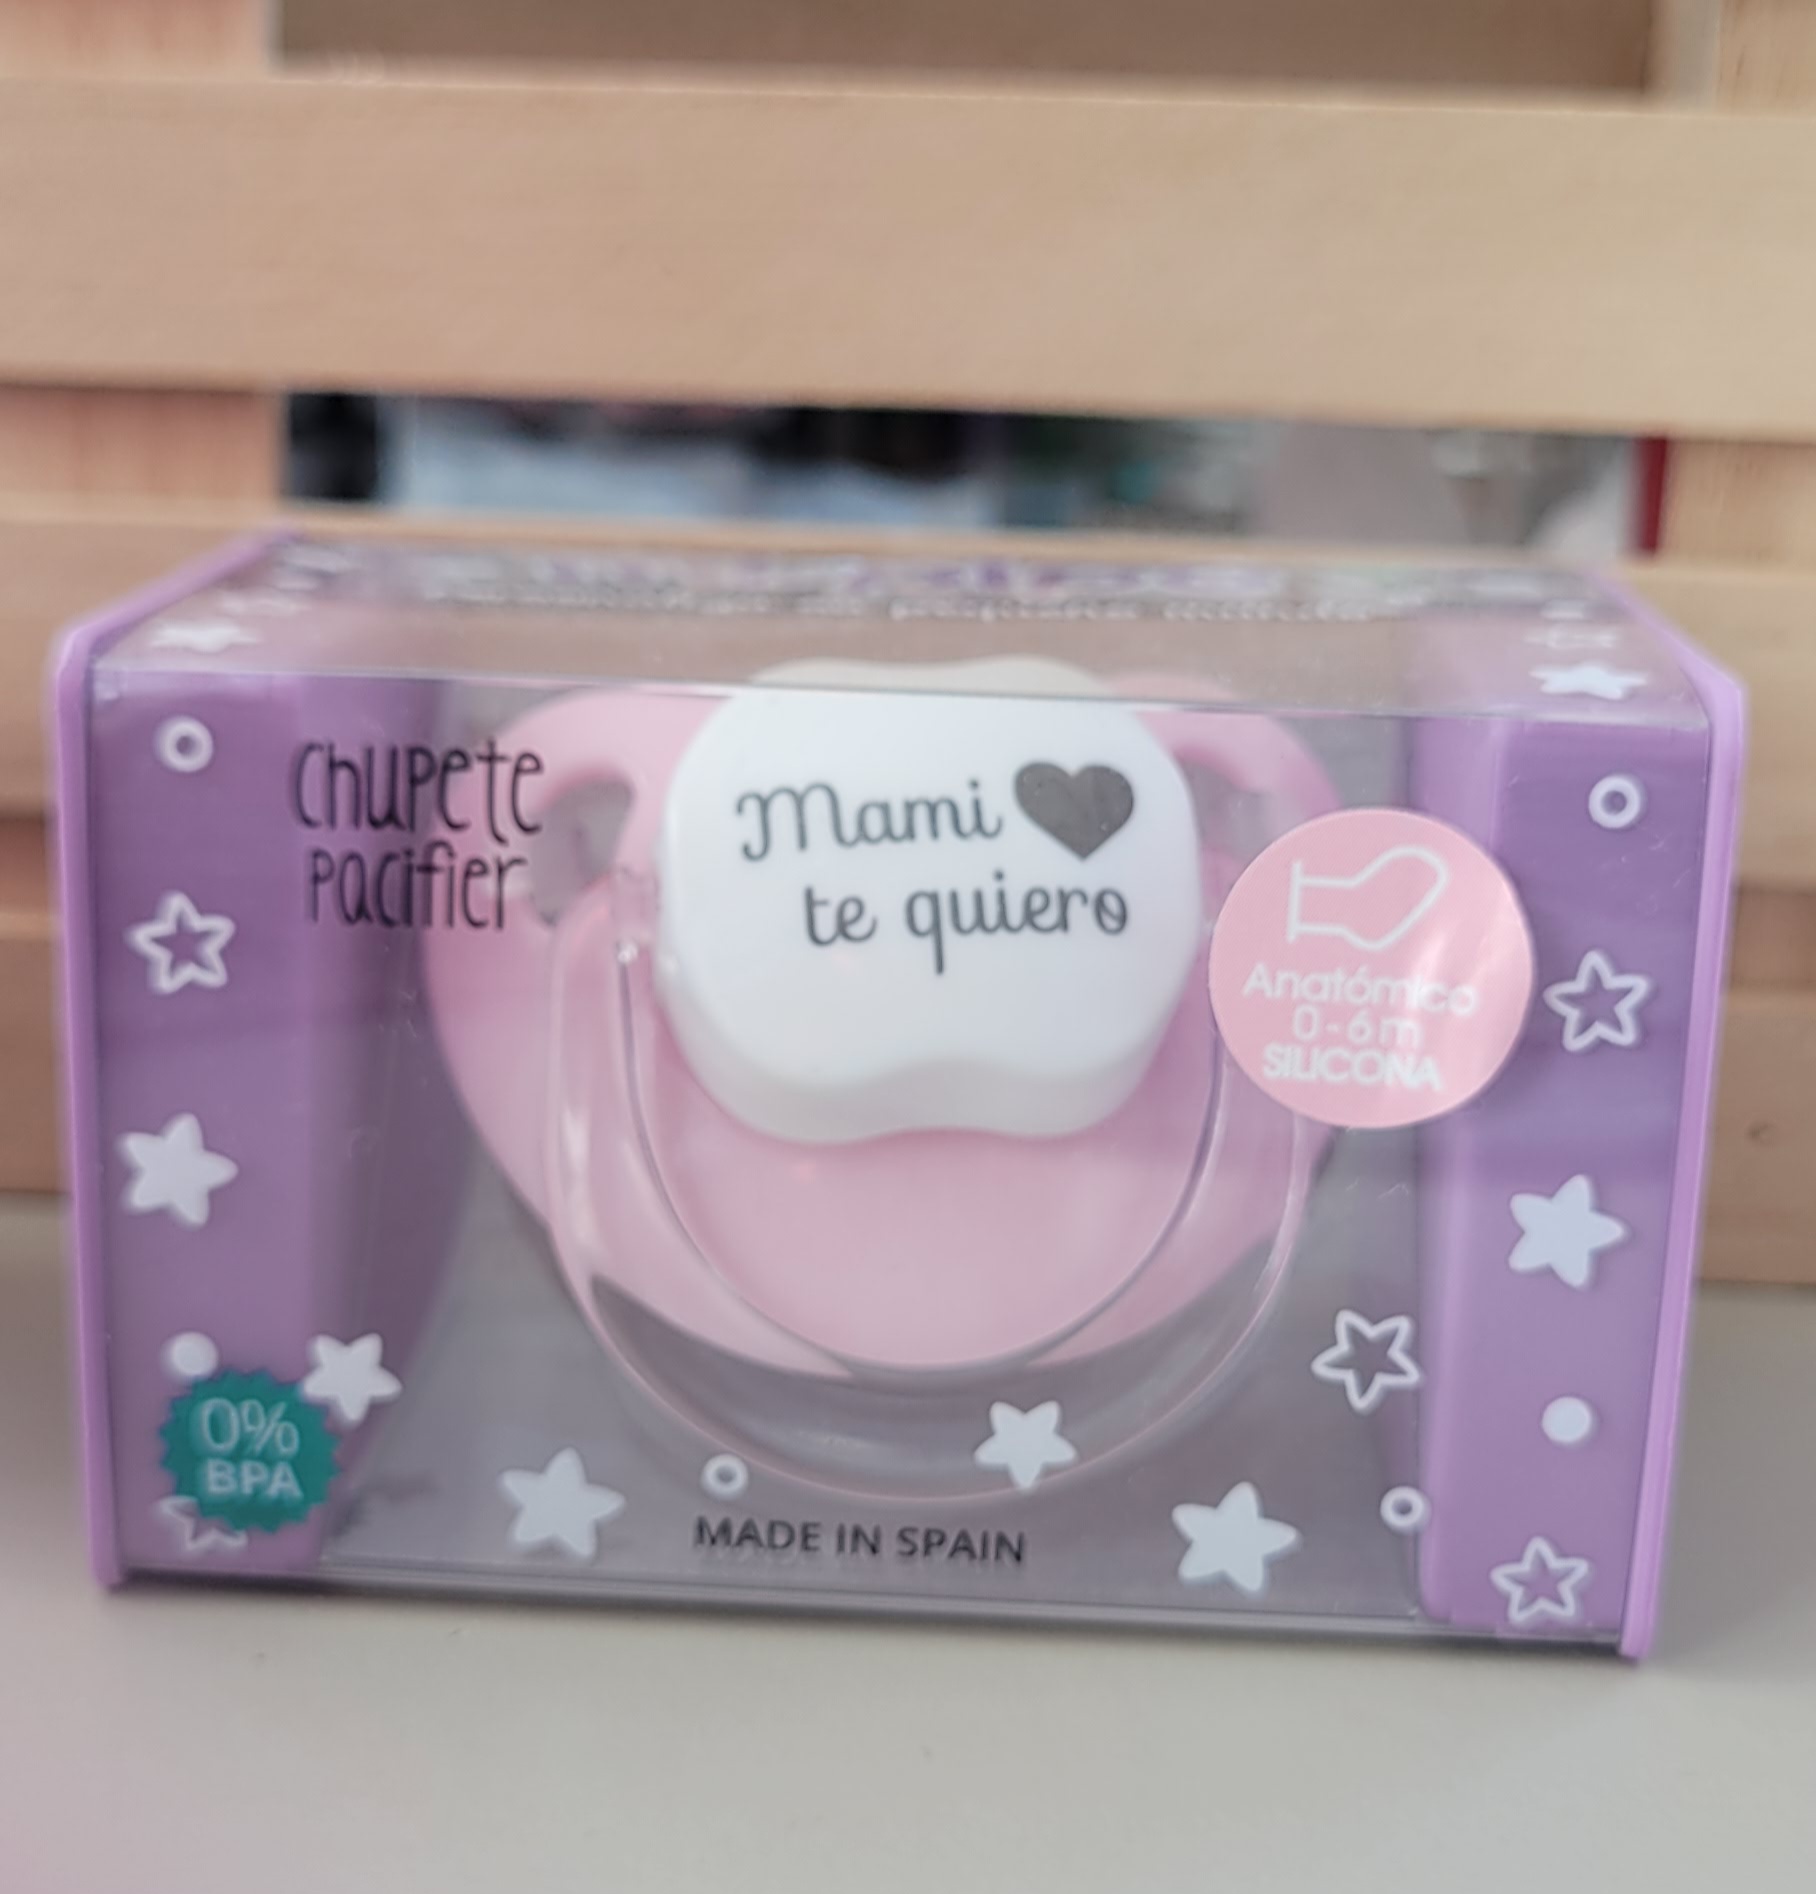 Chupete
Pacifier
Mami
te quiero
Anatómico
0-6m
SILICONA
0%
BPA
MADE IN SPAIN